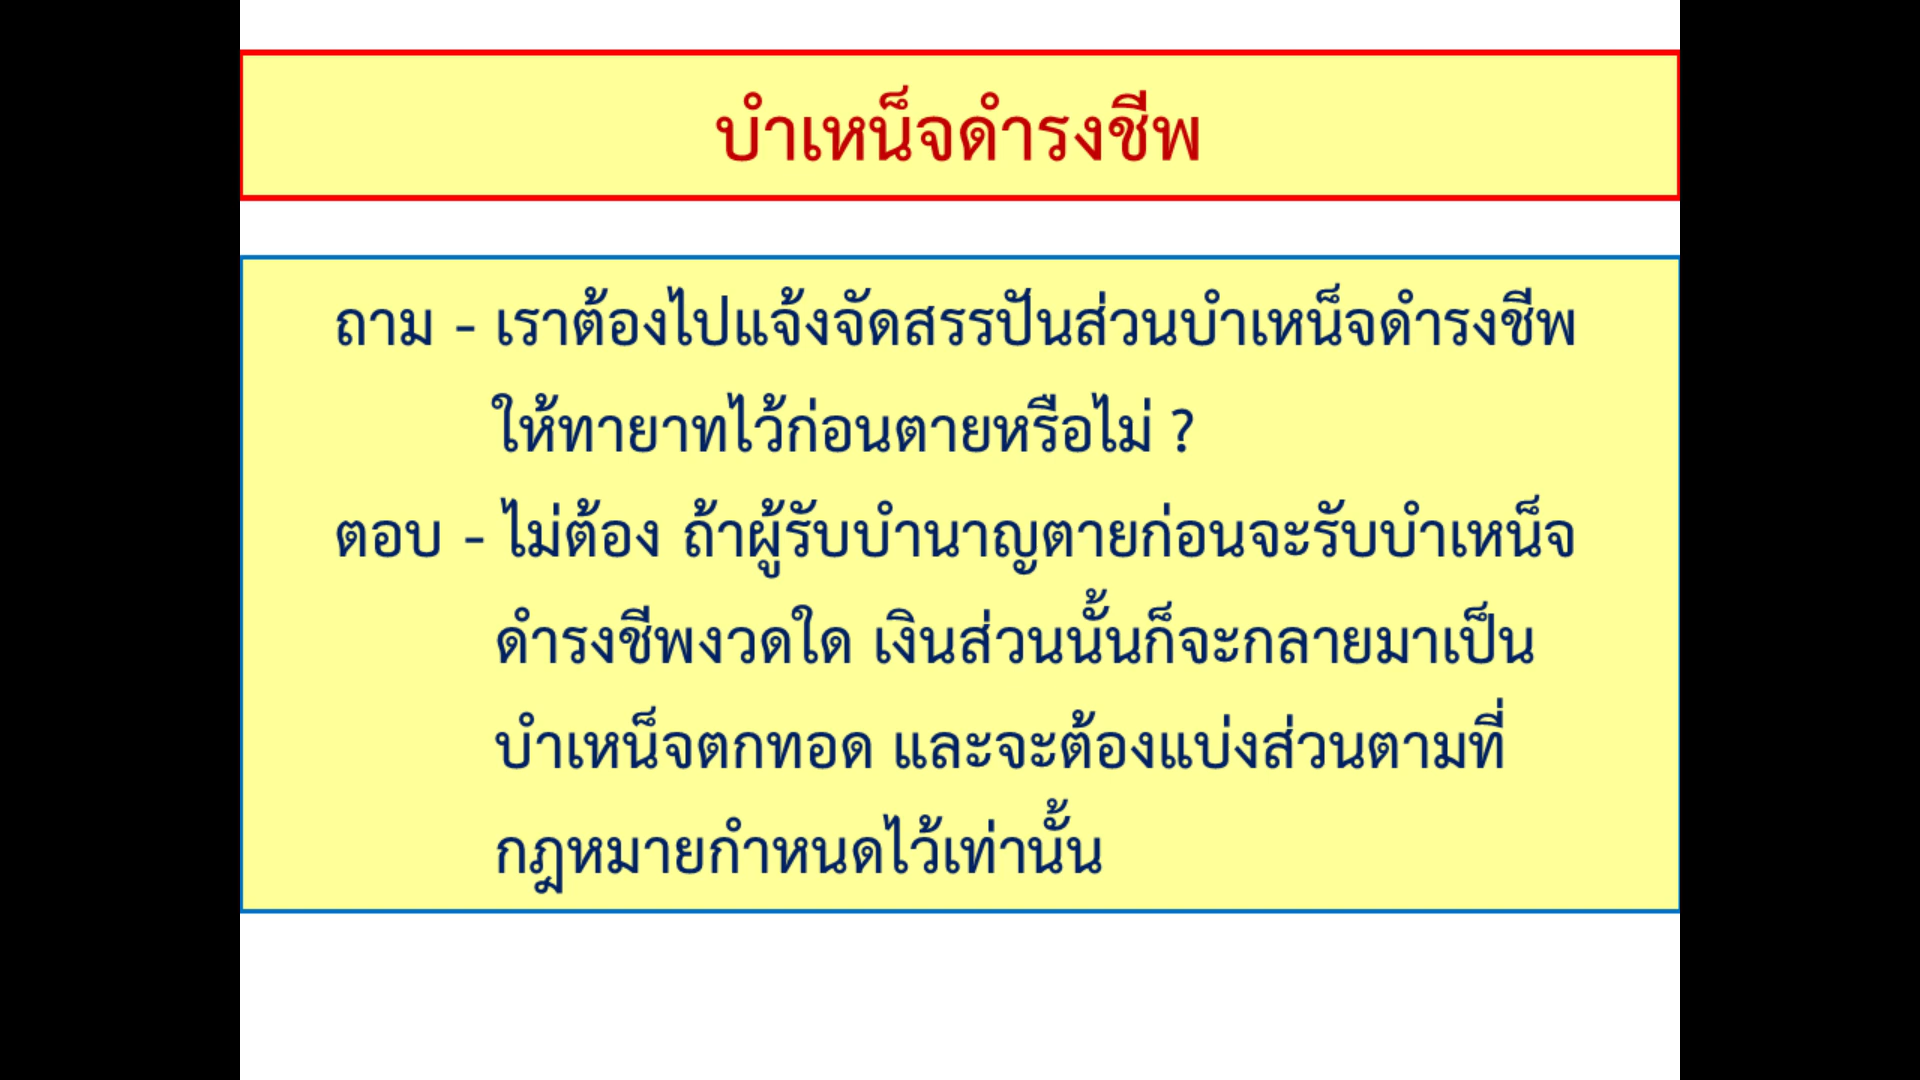 บำเหน็จดำรงชีพ
ถาม - เราต้องไปแจ้งจัดสรรปันส่วนบำเหน็จดำรงชีพ
ให้ทายาทไว้ก่อนตายหรือไม่ ?
ตอบ - ไม่ต้อง ถ้าผู้รับบำนาญตายก่อนจะรับบำเหน็จ
ดำรงชีพงวดใด เงินส่วนนั้นก็จะกลายมาเป็น
บำเหน็จตกทอด และจะต้องแบ่งส่วนตามที่
กฎหมายกำหนดไว้เท่านั้น